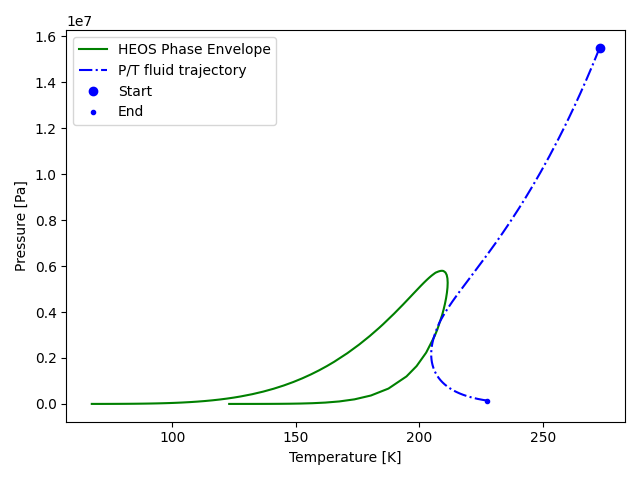 1e7
HEOS Phase Envelope
P/T fluid trajectory
Start
End
1.6
1.4
1.2
1.0
0.8
0.6
0.4
0.2
0.0
Pressure [Pa]
100 150 200 250
Temperature [K]